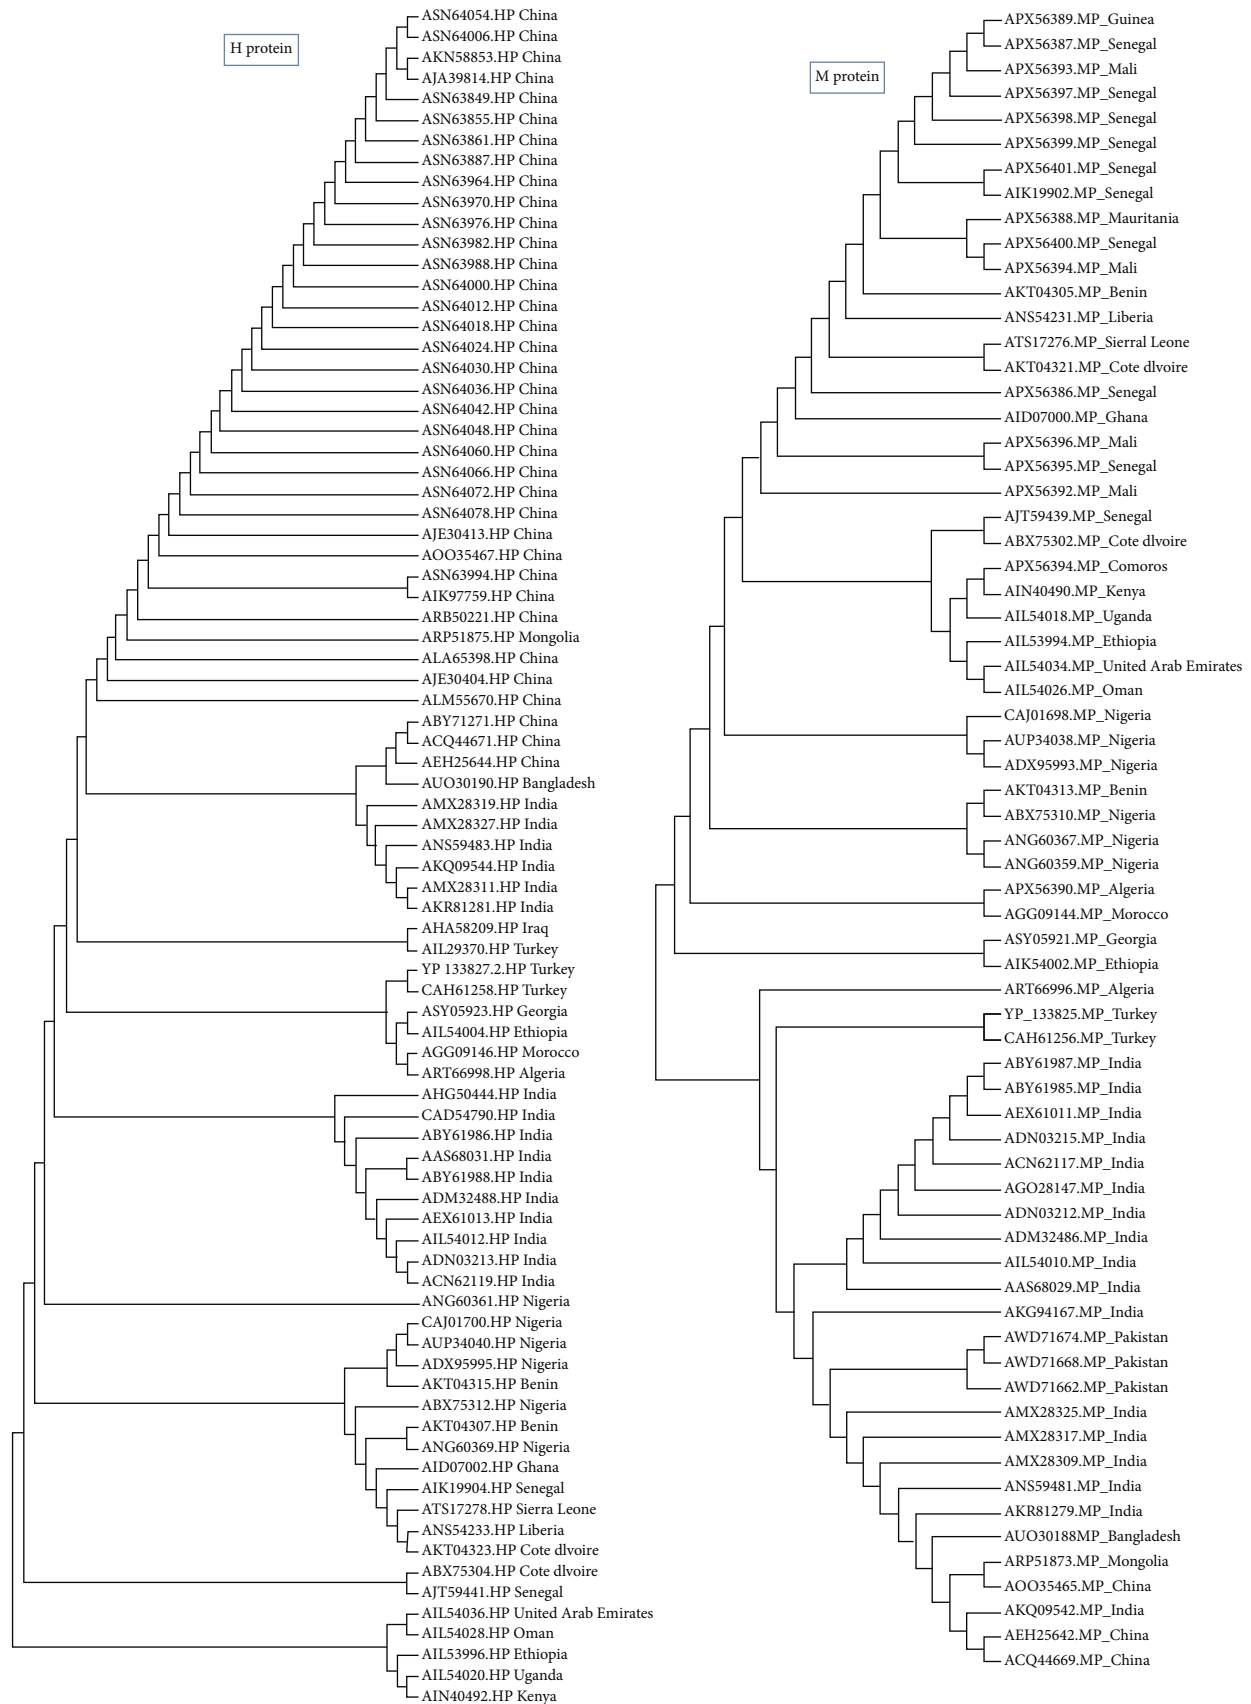 H protein
ASN64054.HP China
ASN64006.HP China
AKN58853.HP China
AJA39814.HP China
ASN63849.HP China
ASN63855.HP China
ASN63861.HP China
ASN63887.HP China
ASN63964.HP China
ASN63970.HP China
ASN63976.HP China
ASN63982.HP China
ASN63988.HP China
ASN64000.HP China
ASN64012.HP China
ASN64018.HP China
ASN64024.HP China
ASN64030.HP China
ASN64036.HP China
ASN64042.HP China
ASN64048.HP China
ASN64060.HP China
ASN64066.HP China
ASN64072.HP China
ASN64078.HP China
AJE30413.HP China
AOO35467.HP China
ASN63994.HP China
AIK97759.HP China
ARB50221.HP China
ARP51875.HP Mongolia
ALA65398.HP China
AJE30404.HP China
ALM55670.HP China
ABY71271.HP China
ACQ44671.HP China
AEH25644.HP China
AUO30190.HP Bangladesh
AMX28319.HP India
AMX28327.HP India
ANS59483.HP India
AKQ09544.HP India
AMX28311.HP India
AKR81281.HP India
AHA58209.HP Iraq
AIL29370.HP Turkey
YP 133827.2.HP Turkey
CAH61258.HP Turkey
ASY05923.HP Georgia
AIL54004.HP Ethiopia
AGG09146.HP Morocco
ART66998.HP Algeria
AHG50444.HP India
CAD54790.HP India
ABY61986.HP India
AAS68031.HP India
ABY61988.HP India
ADM32488.HP India
AEX61013.HP India
AIL54012.HP India
ADN03213.HP India
ACN62119.HP India
ANG60361.HP Nigeria
CAJ01700.HP Nigeria
AUP34040.HP Nigeria
ADX95995.HP Nigeria
AKT04315.HP Benin
ABX75312.HP Nigeria
AKT04307.HP Benin
ANG60369.HP Nigeria
AID07002.HP Ghana
AIK19904.HP Senegal
ATS17278.HP Sierra Leone
ANS54233.HP Liberia
AKT04323.HP Cote dlvoire
ABX75304.HP Cote dlvoire
AJT59441.HP Senegal
AIL54036.HP United Arab Emirates
AIL54028.HP Oman
AIL53996.HP Ethiopia
AIL54020.HP Uganda
AIN40492.HP Kenya
M protein
APX56389.MP_Guinea
APX56387.MP_Senegal
APX56393.MP_Mali
APX56397.MP_Senegal
APX56398.MP_Senegal
APX56399.MP_Senegal
APX56401.MP_Senegal
AIK19902.MP_Senegal
APX56388.MP_Mauritania
APX56400.MP_Senegal
APX56394.MP_Mali
AKT04305.MP_Benin
ANS54231.MP_Liberia
ATS17276.MP_Sierral Leone
AKT04321.MP_Cote dlvoire
APX56386.MP_Senegal
AID07000.MP_Ghana
APX56396.MP_Mali
APX56395.MP_Senegal
APX56392.MP_Mali
AJT59439.MP_Senegal
ABX75302.MP_Cote dlvoire
APX56394.MP_Comoros
AIN40490.MP_Kenya
AIL54018.MP_Uganda
AIL53994.MP_Ethiopia
AIL54034.MP_United Arab Emirates
AIL54026.MP_Oman
CAJ01698.MP_Nigeria
AUP34038.MP_Nigeria
ADX95993.MP_Nigeria
AKT04313.MP_Benin
ABX75310.MP_Nigeria
ANG60367.MP_Nigeria
ANG60359.MP_Nigeria
APX56390.MP_Algeria
AGG09144.MP_Morocco
ASY05921.MP_Georgia
AIK54002.MP_Ethiopia
ART66996.MP_Algeria
YP_133825.MP_Turkey
CAH61256.MP_Turkey
ABY61987.MP_India
ABY61985.MP_India
AEX61011.MP_India
ADN03215.MP_India
ACN62117.MP_India
AGO28147.MP_India
ADN03212.MP_India
ADM32486.MP_India
AIL54010.MP_India
AAS68029.MP_India
AKG94167.MP_India
AWD71674.MP_Pakistan
AWD71668.MP_Pakistan
AWD71662.MP_Pakistan
AMX28325.MP_India
AMX28317.MP_India
AMX28309.MP_India
ANS59481.MP_India
AKR81279.MP_India
AUO30188MP_Bangladesh
ARP51873.MP_Mongolia
AOO35465.MP_China
AKQ09542.MP_India
AEH25642.MP_China
ACQ44669.MP_China